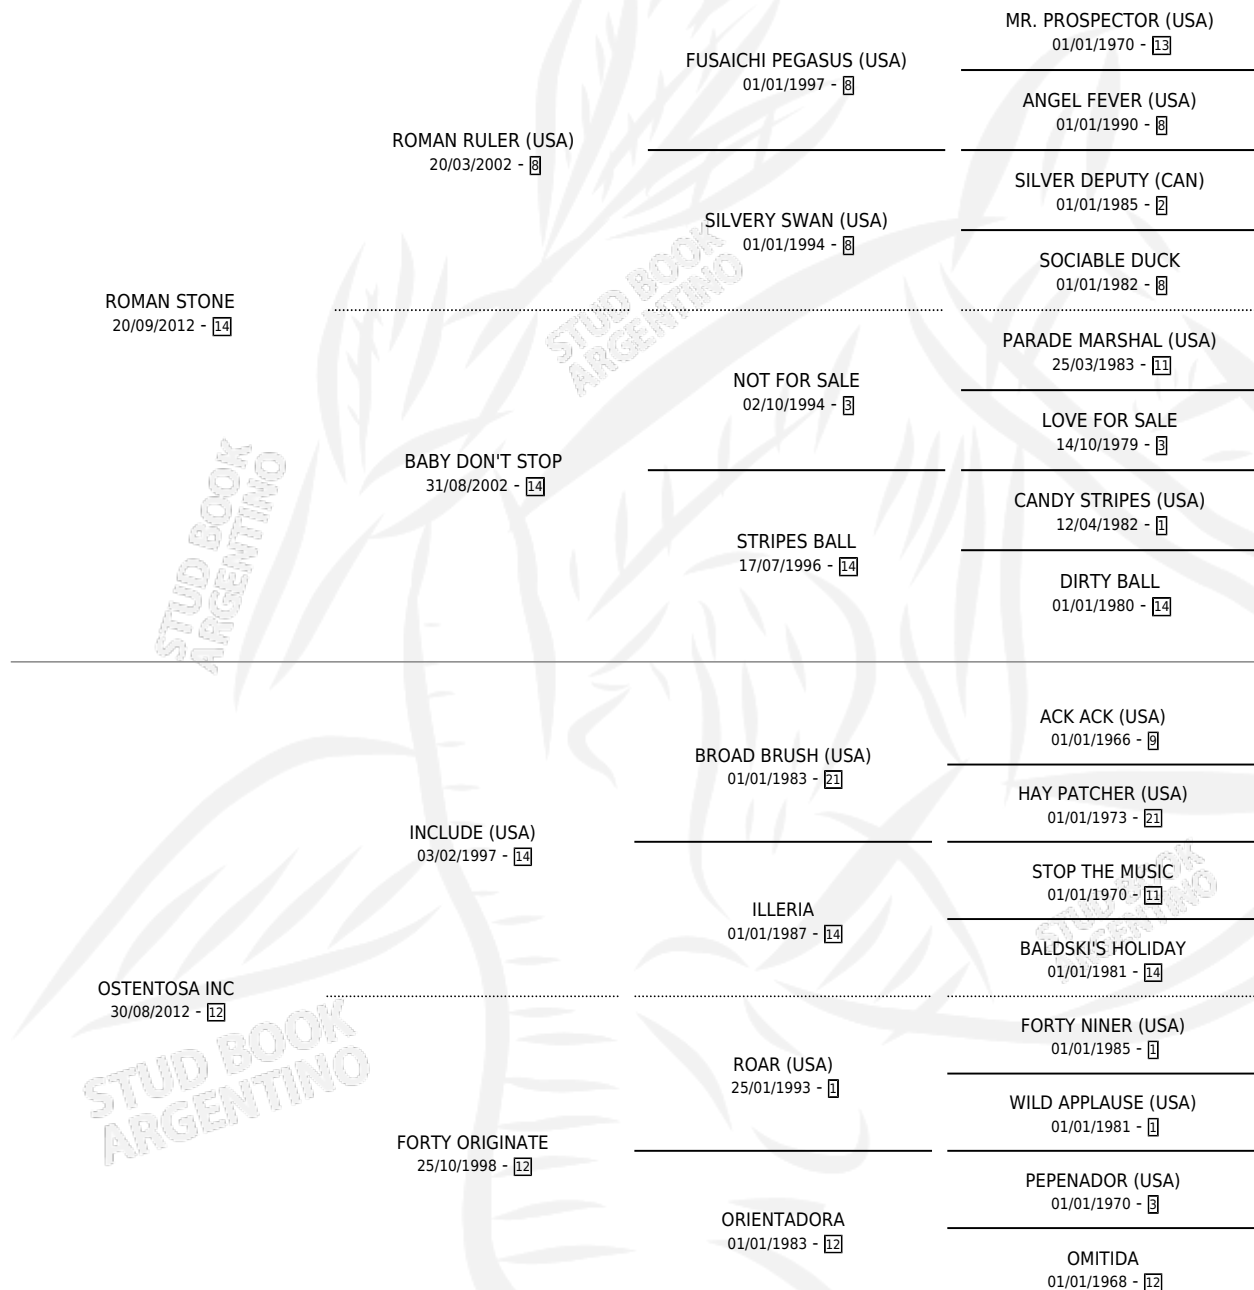 MR. PROSPECTOR (USA)
01/01/1970 - 13
FUSAICHI PEGASUS (USA)
01/01/1997 - 8
ANGEL FEVER (USA)
01/01/1990 - 8
ROMAN RULER (USA)
20/03/2002 - 8
SILVER DEPUTY (CAN)
01/01/1985 - 2
SILVERY SWAN (USA)
01/01/1994 - 8
SOCIABLE DUCK
01/01/1982 - 8
ROMAN STONE
20/09/2012 - 14
PARADE MARSHAL (USA)
25/03/1983 - 11
NOT FOR SALE
02/10/1994 - 3
LOVE FOR SALE
14/10/1979 - 3
BABY DON'T STOP
31/08/2002 - 14
CANDY STRIPES (USA)
12/04/1982 - 1
STRIPES BALL
17/07/1996 - 14
DIRTY BALL
01/01/1980 - 14
ACK ACK (USA)
01/01/1966 - 9
BROAD BRUSH (USA)
01/01/1983 - 21
HAY PATCHER (USA)
01/01/1973 - 21
INCLUDE (USA)
03/02/1997 - 14
STOP THE MUSIC
01/01/1970 - 11
ILLERIA
01/01/1987 - 14
BALDSKI'S HOLIDAY
01/01/1981 - 14
OSTENTOSA INC
30/08/2012 - 12
FORTY NINER (USA)
01/01/1985 - 1
ROAR (USA)
25/01/1993 - 1
WILD APPLAUSE (USA)
01/01/1981 - 1
FORTY ORIGINATE
25/10/1998 - 12
PEPENADOR (USA)
01/01/1970 - 3
ORIENTADORA
01/01/1983 - 12
OMITIDA
01/01/1968 - 12
STUD BOOK
ARGENTINO
STUD BOOK
ARGENTINO
STUD BOOK
ARGENTINO
STUD BOOK
ARGENTINO